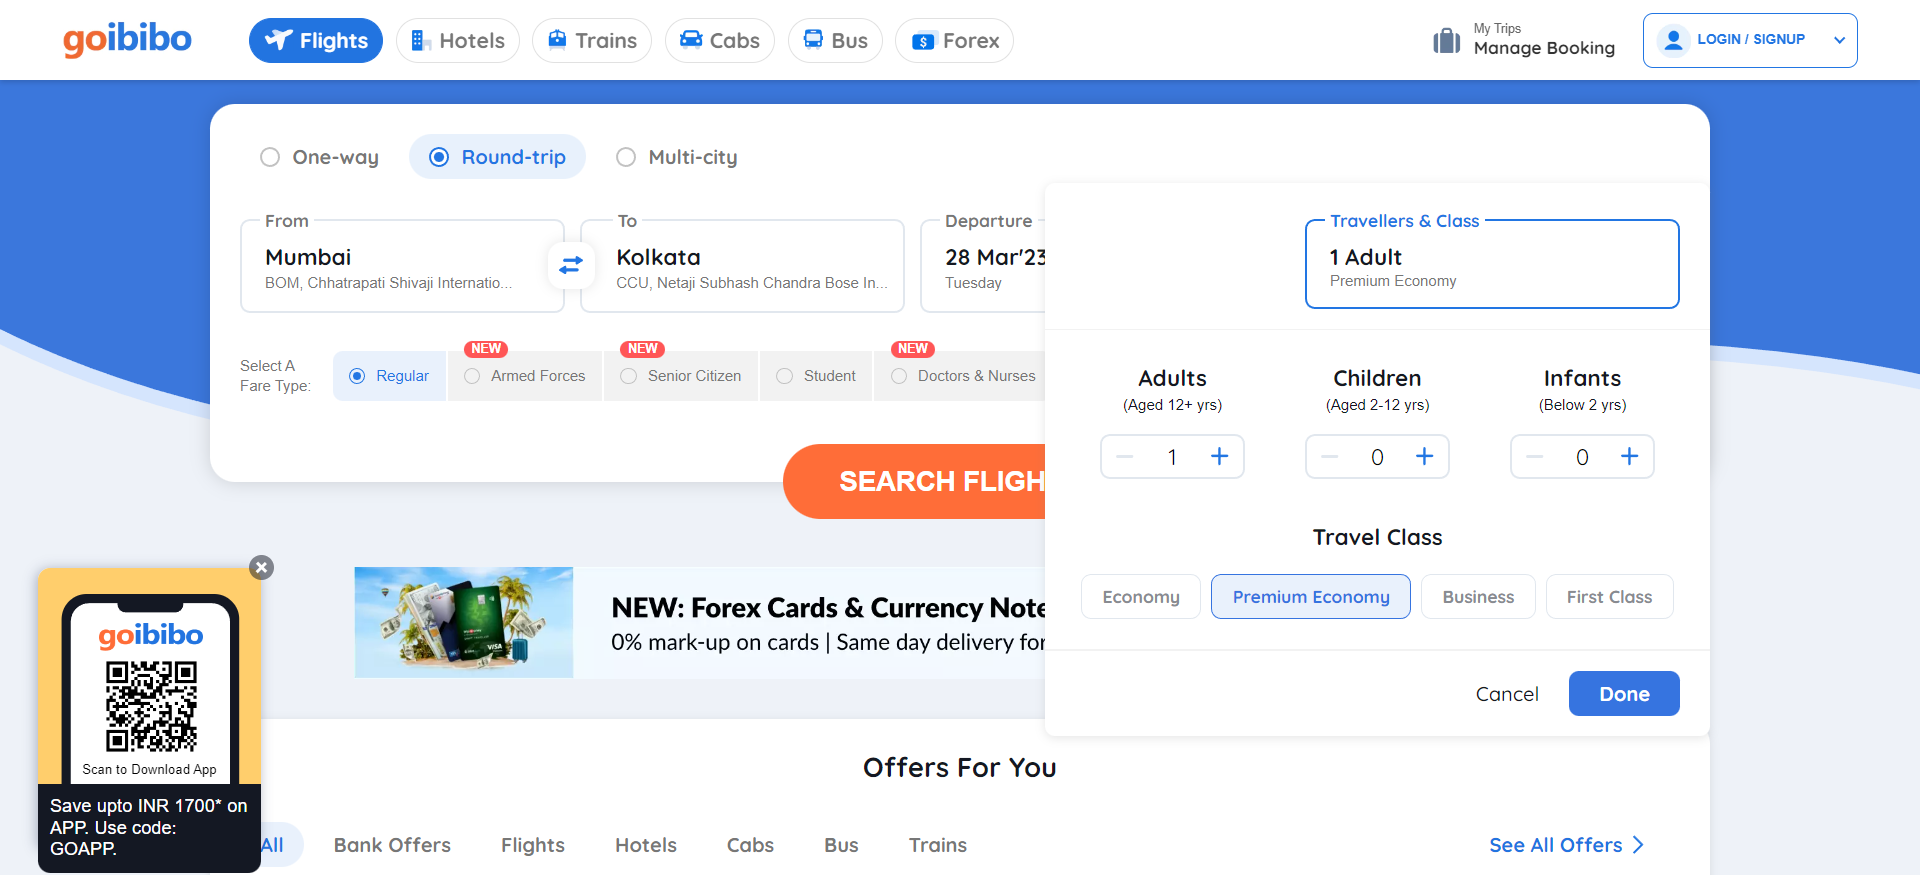 goibibo
Flights
Hotels
Trains
Cabs
Bus
Forex
My Trips
Manage Booking
LOGIN / SIGNUP
One-way
Round-trip
Multi-city
From
Mumbai
BOM, Chhatrapati Shivaji Internatio...
To
Kolkata
CCU, Netaji Subhash Chandra Bose In...
Departure
28 Mar'23
Tuesday
Travellers & Class
1 Adult
Premium Economy
Select A
Fare Type:
Regular
NEW
Armed Forces
NEW
Senior Citizen
Student
NEW
Doctors & Nurses
Adults
(Aged 12+ yrs)
1
Children
(Aged 2-12 yrs)
0
Infants
(Below 2 yrs)
0
SEARCH FLIGH
Travel Class
Economy
Premium Economy
Business
First Class
Cancel
Done
NEW: Forex Cards & Currency Note
0% mark-up on cards | Same day delivery for
VISA
goibibo
Scan to Download App
Save upto INR 1700* on
APP. Use code:
GOAPP.
Offers For You
All
Bank Offers
Flights
Hotels
Cabs
Bus
Trains
See All Offers